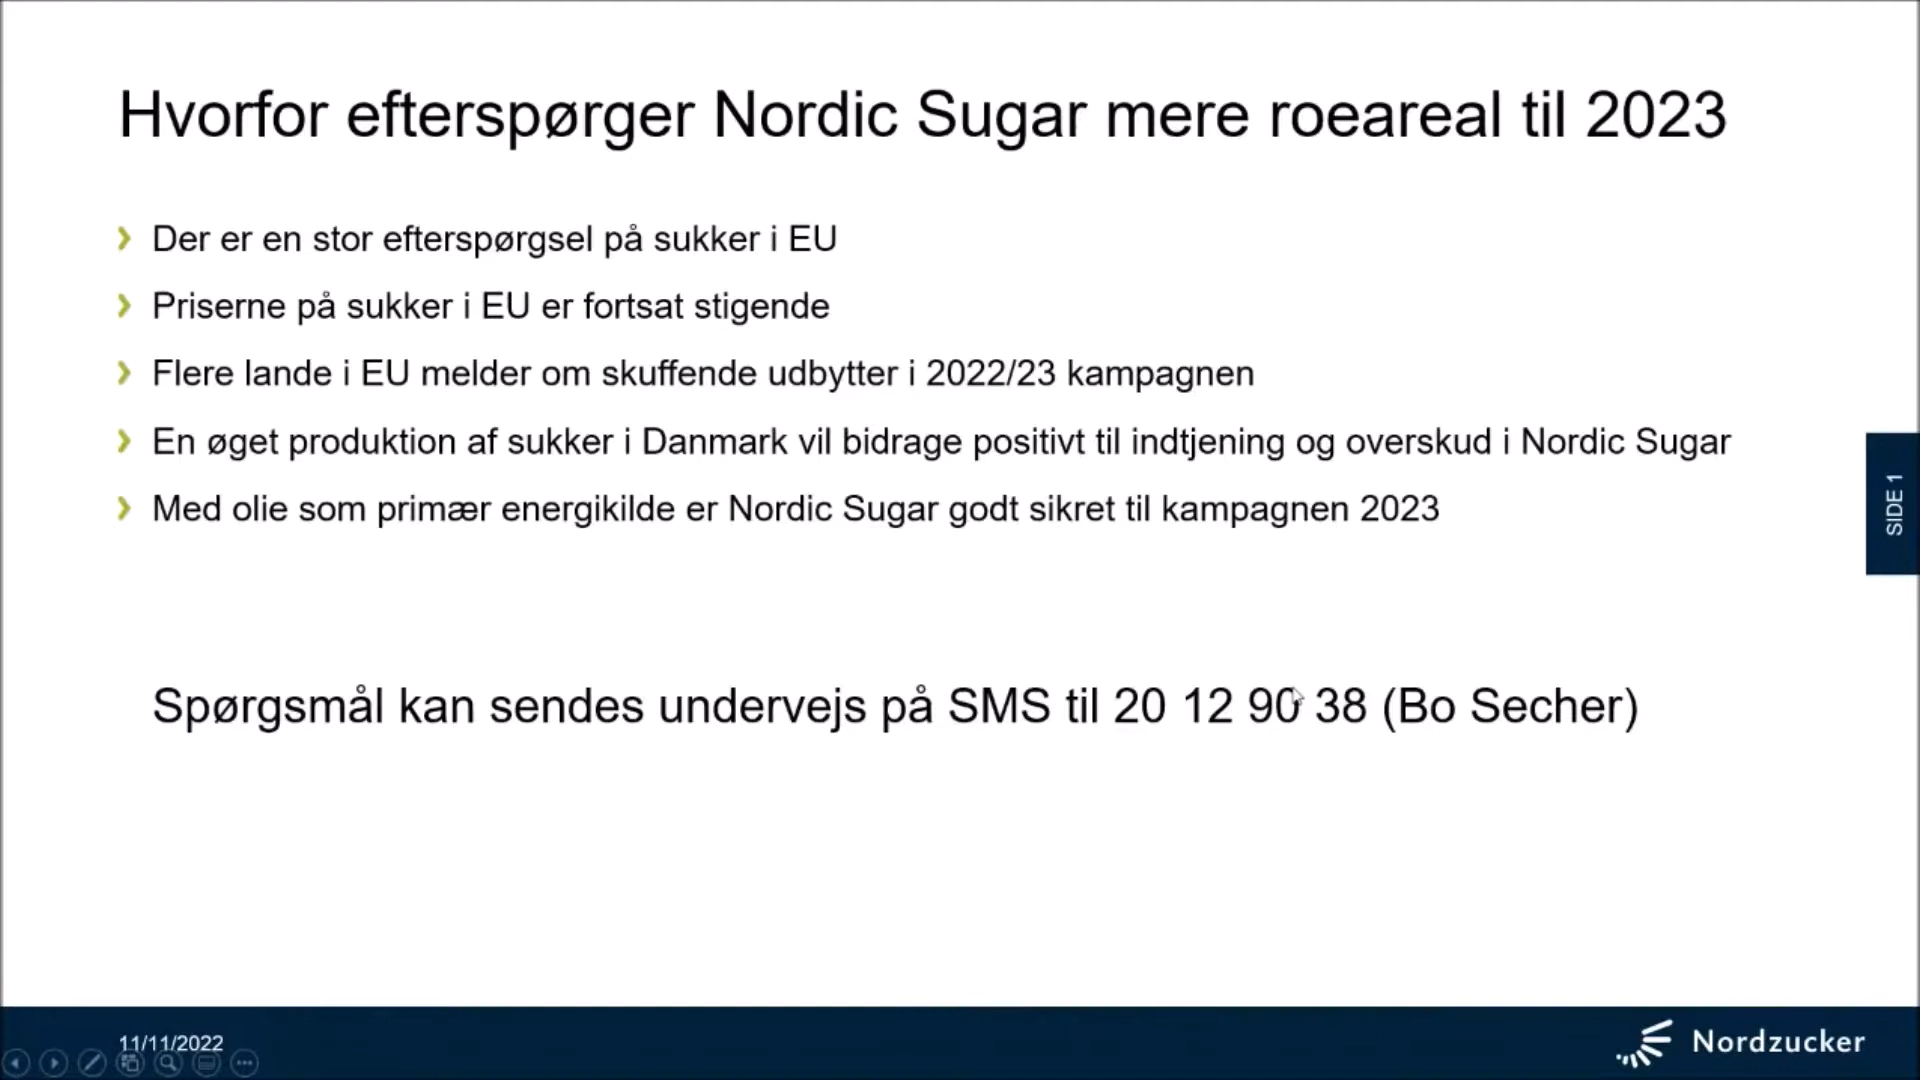 Hvorfor efterspørger Nordic Sugar mere roeareal til 2023
Der er en stor efterspørgsel på sukker i EU
Priserne på sukker i EU er fortsat stigende
Flere lande i EU melder om skuffende udbytter i 2022/23 kampagnen
En øget produktion af sukker i Danmark vil bidrage positivt til indtjening og overskud i Nordic Sugar
Med olie som primær energikilde er Nordic Sugar godt sikret til kampagnen 2023
SIDE 1
Spørgsmål kan sendes undervejs på SMS til 20 12 90 38 (Bo Secher)
11/11/2022
Nordzucker